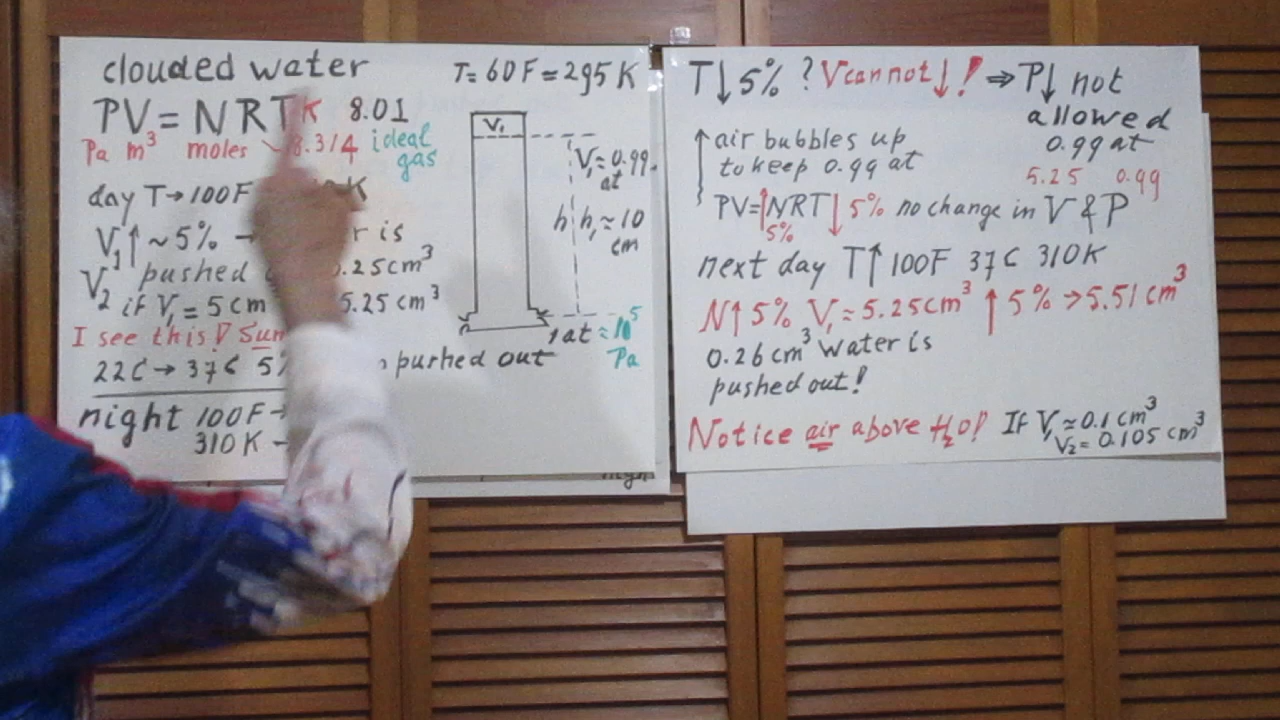 clouded water
PV = NRT K 8.01
Pa m³ moles 8.314 ideal gas
day T → 100F K
V₁ ↑ ~5% → r is
V₂ pushed .25cm³
if V₁ = 5 cm 5.25 cm³
I see this ! Sun
22C → 37C 5% pushed out
night 100F →
310K →
T = 60F = 295 K
V₁
V₁ ≈ 0.99 at
h h₁ ≈ 10 cm
1 at ≈ 10⁵ Pa
T↓ 5% ? V cannot ↓ ! ⇒ P↓ not allowed
0.99 at
↑ air bubbles up
to keep 0.99 at
5.25 0.99
PV = ↑NRT↓ 5% no change in V & P
5%
next day T↑ 100F 37C 310K
N↑ 5% V₁ = 5.25cm³ ↑ 5% → 5.51 cm³
0.26 cm³ water is
pushed out!
Notice air above H₂O! If V₁ ≈ 0.1 cm³
V₂ = 0.105 cm³